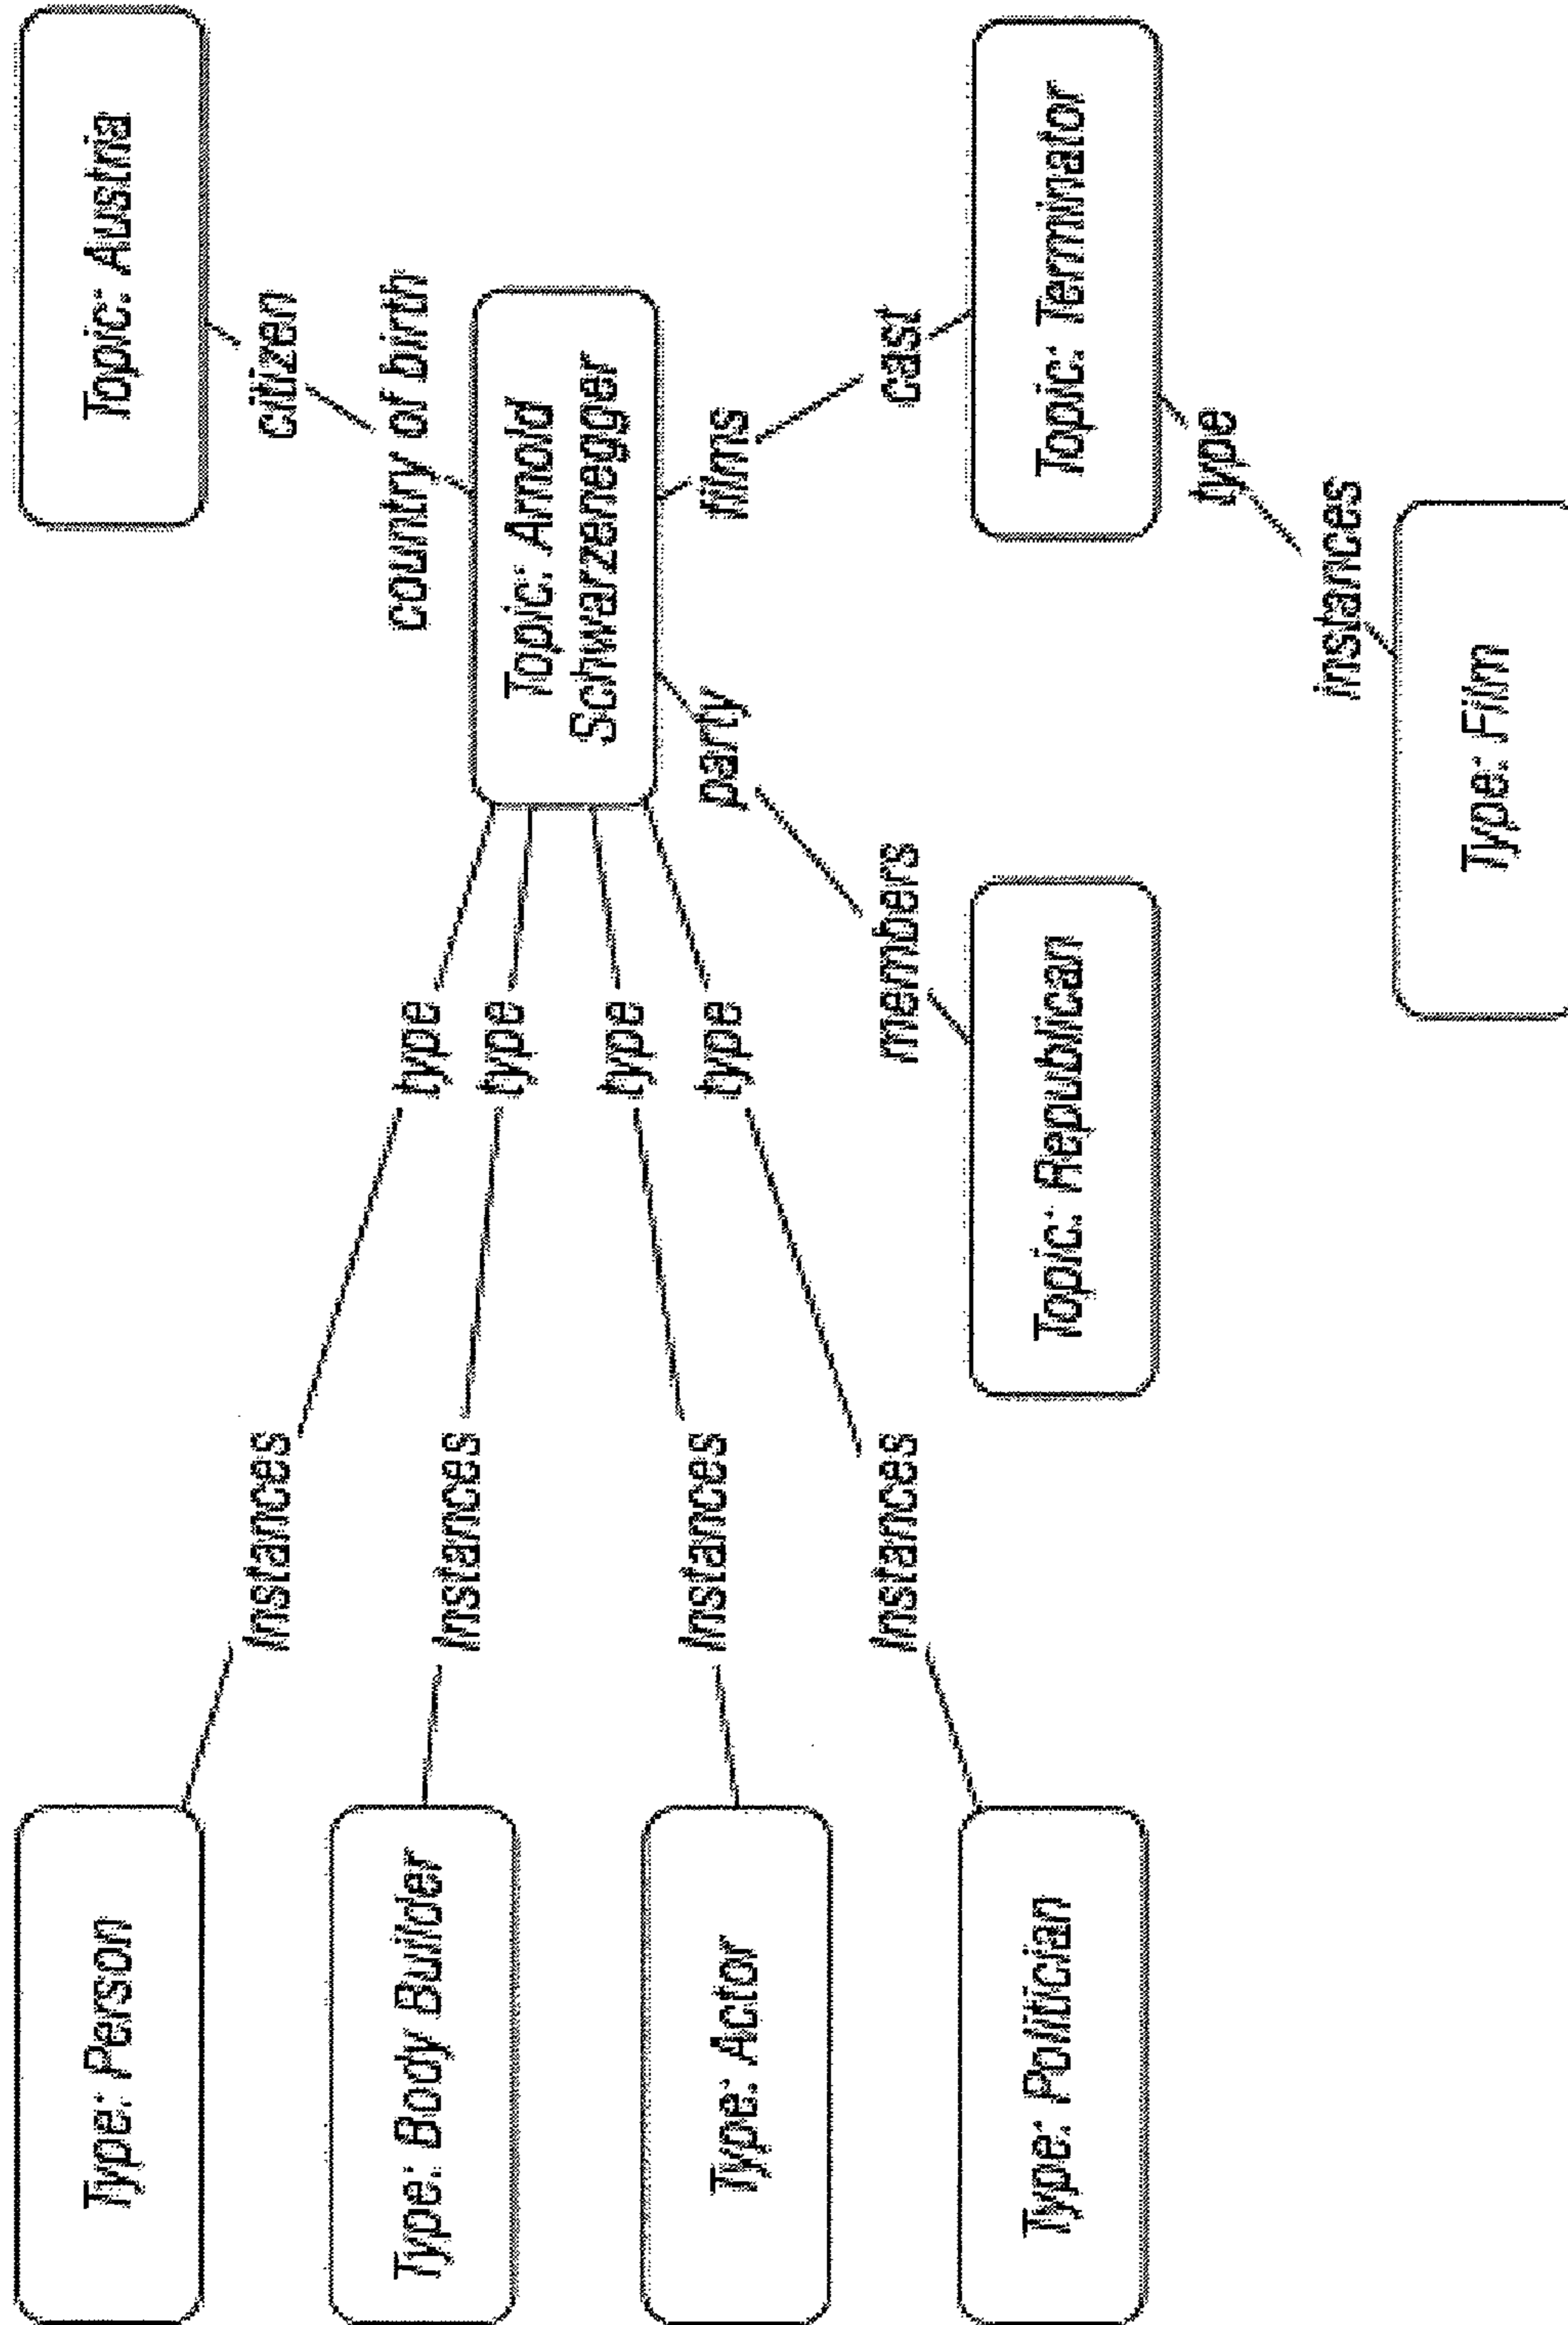 Type: Person
Topic: Austria
Instances
citizen
type
country of birth
Type: Body Builder
Instances
type
Topic: Arnold
Schwarzenegger
type
Type: Actor
Instances
type
party
films
Instances
members
cast
Type: Politician
Topic: Republican
Topic: Terminator
type
instances
Type: Film